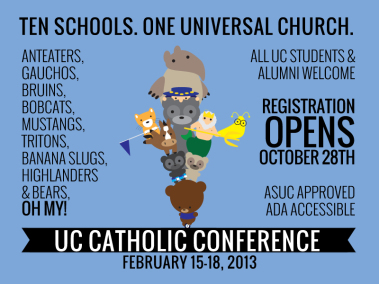 TEN SCHOOLS. ONE UNIVERSAL CHURCH.
ANTEATERS,
GAUCHOS,
BRUINS,
BOBCATS,
MUSTANGS,
TRITONS,
BANANA SLUGS,
HIGHLANDERS
& BEARS,
OH MY!
ALL UC STUDENTS &
ALUMNI WELCOME
REGISTRATION
OPENS
OCTOBER 28TH
ASUC APPROVED
ADA ACCESSIBLE
UC CATHOLIC CONFERENCE
FEBRUARY 15-18, 2013